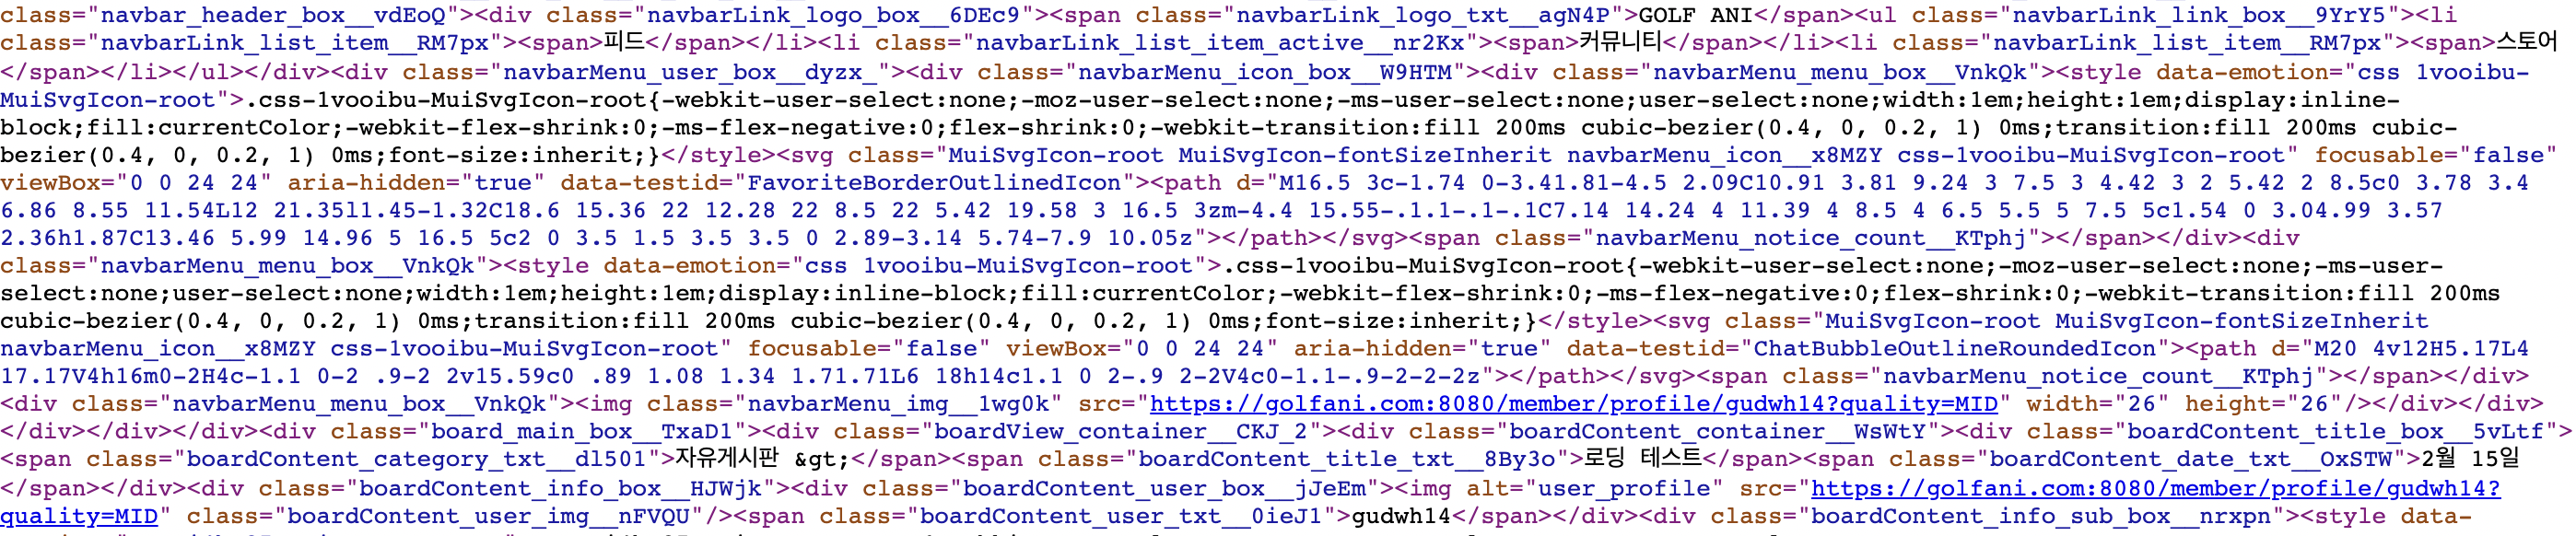 class="navbar_header_box__vdEoQ"><div class="navbarLink_logo_box__6DEc9"><span class="navbarLink_logo_txt__agN4P">GOLF ANI</span><ul class="navbarLink_link_box__9YrY5"><li
class="navbarLink_list_item__RM7px"><span>피드</span></li><li class="navbarLink_list_item_active__nr2Kx"><span>커뮤니티</span></li><li class="navbarLink_list_item__RM7px"><span>스토어
</span></li></ul></div><div class="navbarMenu_user_box__dyzx_"><div class="navbarMenu_icon_box__W9HTM"><div class="navbarMenu_menu_box__VnkQk"><style data-emotion="css 1vooibu-
MuiSvgIcon-root">.css-1vooibu-MuiSvgIcon-root{-webkit-user-select:none;-moz-user-select:none;-ms-user-select:none;user-select:none;width:1em;height:1em;display:inline-
block;fill:currentColor;-webkit-flex-shrink:0;-ms-flex-negative:0;flex-shrink:0;-webkit-transition:fill 200ms cubic-bezier(0.4, 0, 0.2, 1) 0ms;transition:fill 200ms cubic-
bezier(0.4, 0, 0.2, 1) 0ms;font-size:inherit;}</style><svg class="MuiSvgIcon-root MuiSvgIcon-fontSizeInherit navbarMenu_icon__x8MZY css-1vooibu-MuiSvgIcon-root" focusable="false"
viewBox="0 0 24 24" aria-hidden="true" data-testid="FavoriteBorderOutlinedIcon"><path d="M16.5 3c-1.74 0-3.41.81-4.5 2.09C10.91 3.81 9.24 3 7.5 3 4.42 3 2 5.42 2 8.5c0 3.78 3.4
6.86 8.55 11.54L12 21.35l1.45-1.32C18.6 15.36 22 12.28 22 8.5 22 5.42 19.58 3 16.5 3zm-4.4 15.55-.1.1-.1-.1C7.14 14.24 4 11.39 4 8.5 4 6.5 5.5 5 7.5 5c1.54 0 3.04.99 3.57
2.36h1.87C13.46 5.99 14.96 5 16.5 5c2 0 3.5 1.5 3.5 3.5 0 2.89-3.14 5.74-7.9 10.05z"></path></svg><span class="navbarMenu_notice_count__KTphj"></span></div><div
class="navbarMenu_menu_box__VnkQk"><style data-emotion="css 1vooibu-MuiSvgIcon-root">.css-1vooibu-MuiSvgIcon-root{-webkit-user-select:none;-moz-user-select:none;-ms-user-
select:none;user-select:none;width:1em;height:1em;display:inline-block;fill:currentColor;-webkit-flex-shrink:0;-ms-flex-negative:0;flex-shrink:0;-webkit-transition:fill 200ms
cubic-bezier(0.4, 0, 0.2, 1) 0ms;transition:fill 200ms cubic-bezier(0.4, 0, 0.2, 1) 0ms;font-size:inherit;}</style><svg class="MuiSvgIcon-root MuiSvgIcon-fontSizeInherit
navbarMenu_icon__x8MZY css-1vooibu-MuiSvgIcon-root" focusable="false" viewBox="0 0 24 24" aria-hidden="true" data-testid="ChatBubbleOutlineRoundedIcon"><path d="M20 4v12H5.17L4
17.17V4h16m0-2H4c-1.1 0-2 .9-2 2v15.59c0 .89 1.08 1.34 1.71.71L6 18h14c1.1 0 2-.9 2-2V4c0-1.1-.9-2-2-2z"></path></svg><span class="navbarMenu_notice_count__KTphj"></span></div>
<div class="navbarMenu_menu_box__VnkQk"><img class="navbarMenu_img__1wg0k" src="https://golfani.com:8080/member/profile/gudwh14?quality=MID" width="26" height="26"/></div></div>
</div></div></div><div class="board_main_box__TxaD1"><div class="boardView_container__CKJ_2"><div class="boardContent_container__WsWtY"><div class="boardContent_title_box__5vLtf">
<span class="boardContent_category_txt__dl501">자유게시판 &gt;</span><span class="boardContent_title_txt__8By3o">로딩 테스트</span><span class="boardContent_date_txt__OxSTW">2월 15일
</span></div><div class="boardContent_info_box__HJWjk"><div class="boardContent_user_box__jJeEm"><img alt="user_profile" src="https://golfani.com:8080/member/profile/gudwh14?
quality=MID" class="boardContent_user_img__nFVQU"/><span class="boardContent_user_txt__0ieJ1">gudwh14</span></div><div class="boardContent_info_sub_box__nrxpn"><style data-